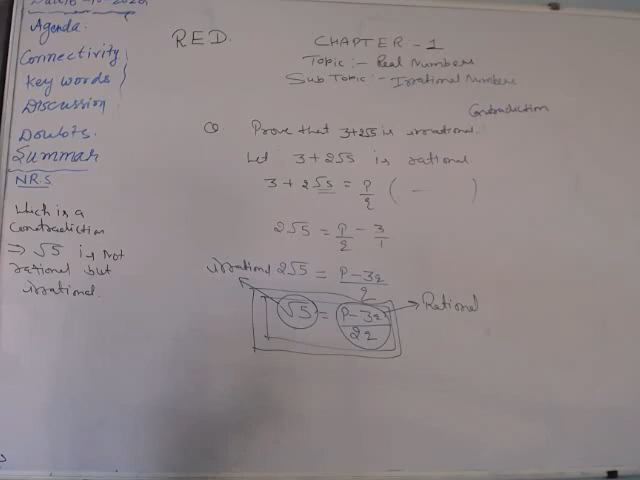 Agenda.
Connectivity
Key words
Discussion
Doubts.
Summar
N.R.S
Which is a
Contradiction
⇒ √5 is Not
rational but
irrational.
RED.
CHAPTER - 1
Topic :- Real Numbers
Sub Topic :- Irrational Numbers
Contradiction
Q Prove that 3+2√5 is irrational.
Let 3+2√5 is rational
3 + 2√5 = p/q ( — )
2√5 = p/q - 3/1
irrational 2√5 = p-3q/q
√5 = p-3q/2q Rational